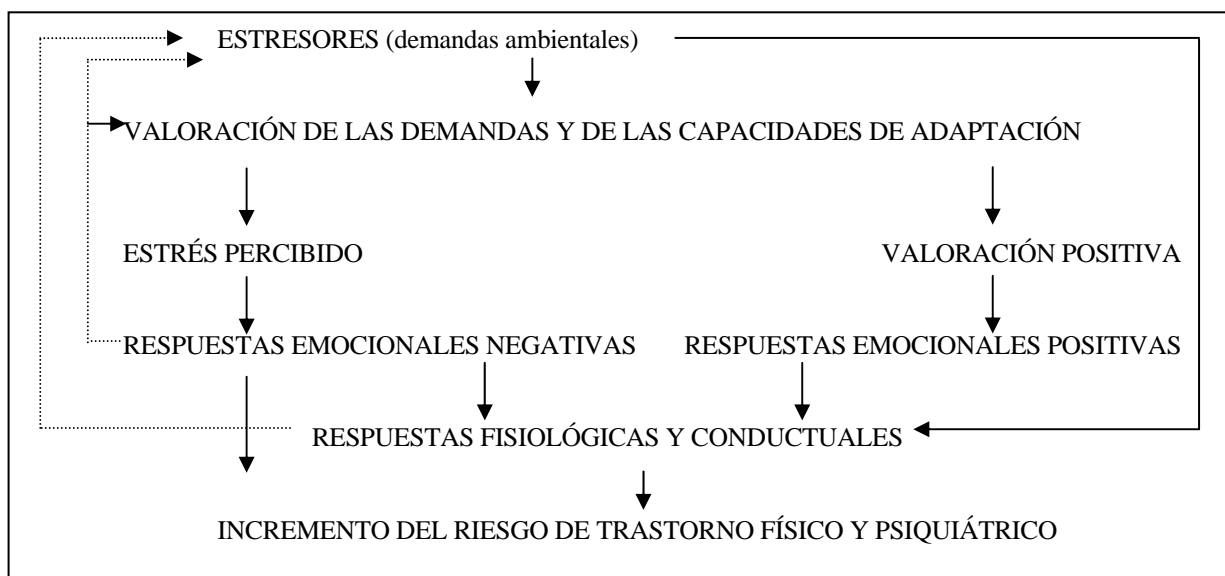 ESTRESORES (demandas ambientales)
VALORACIÓN DE LAS DEMANDAS Y DE LAS CAPACIDADES DE ADAPTACIÓN
ESTRÉS PERCIBIDO
VALORACIÓN POSITIVA
RESPUESTAS EMOCIONALES NEGATIVAS
RESPUESTAS EMOCIONALES POSITIVAS
RESPUESTAS FISIOLÓGICAS Y CONDUCTUALES
INCREMENTO DEL RIESGO DE TRASTORNO FÍSICO Y PSIQUIÁTRICO